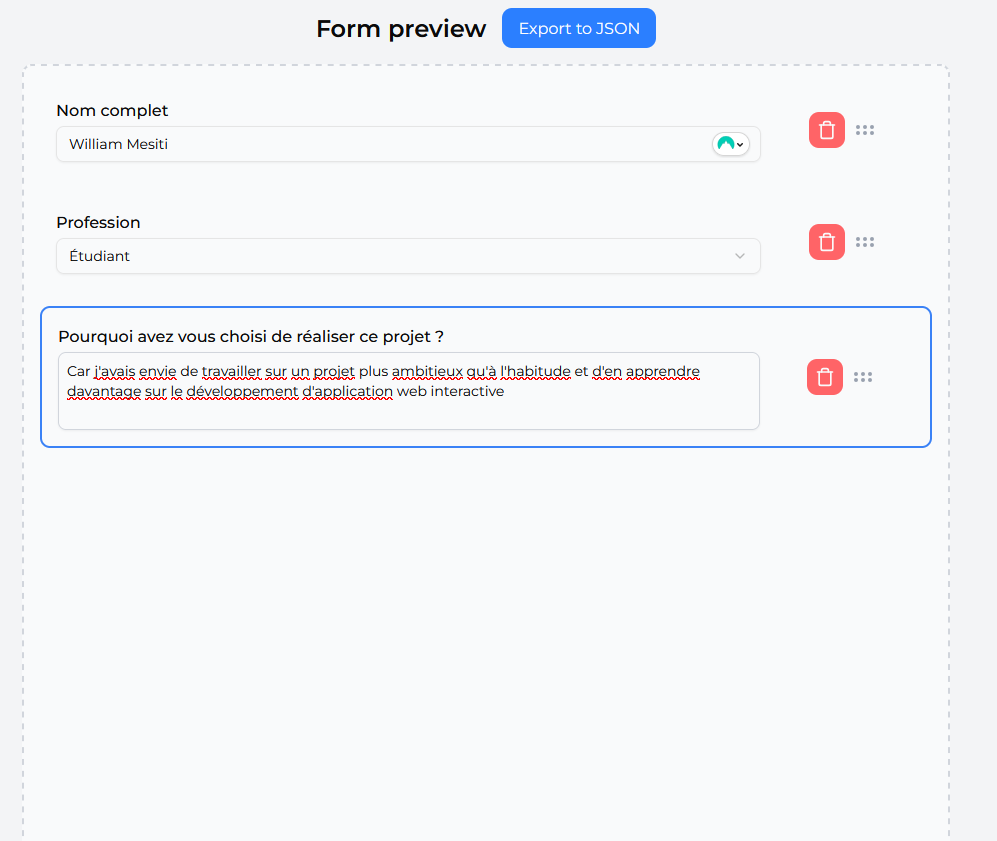 Form preview
Export to JSON
Nom complet
William Mesiti
Profession
Étudiant
Pourquoi avez vous choisi de réaliser ce projet ?
Car j'avais envie de travailler sur un projet plus ambitieux qu'à l'habitude et d'en apprendre
davantage sur le développement d'application web interactive